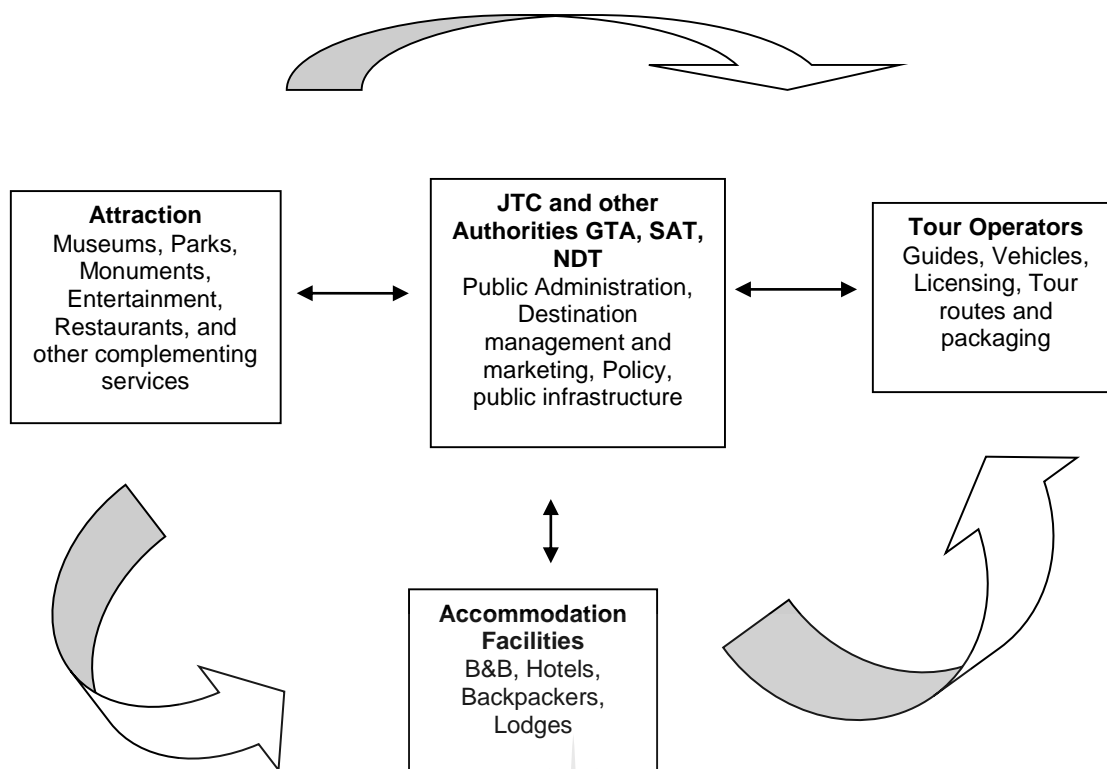 Attraction
Museums, Parks,
Monuments,
Entertainment,
Restaurants, and
other complementing
services
JTC and other
Authorities GTA, SAT,
NDT
Public Administration,
Destination
management and
marketing, Policy,
public infrastructure
Tour Operators
Guides, Vehicles,
Licensing, Tour
routes and
packaging
Accommodation
Facilities
B&B, Hotels,
Backpackers,
Lodges